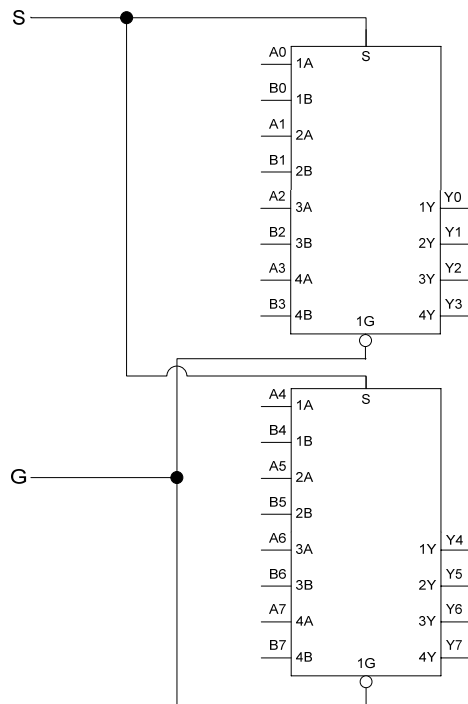 S
A0 1A S
B0 1B
A1 2A
B1 2B
A2 3A 1Y Y0
B2 3B 2Y Y1
A3 4A 3Y Y2
B3 4B 1G 4Y Y3
A4 1A S
B4 1B
G A5 2A
B5 2B
A6 3A 1Y Y4
B6 3B 2Y Y5
A7 4A 3Y Y6
B7 4B 1G 4Y Y7